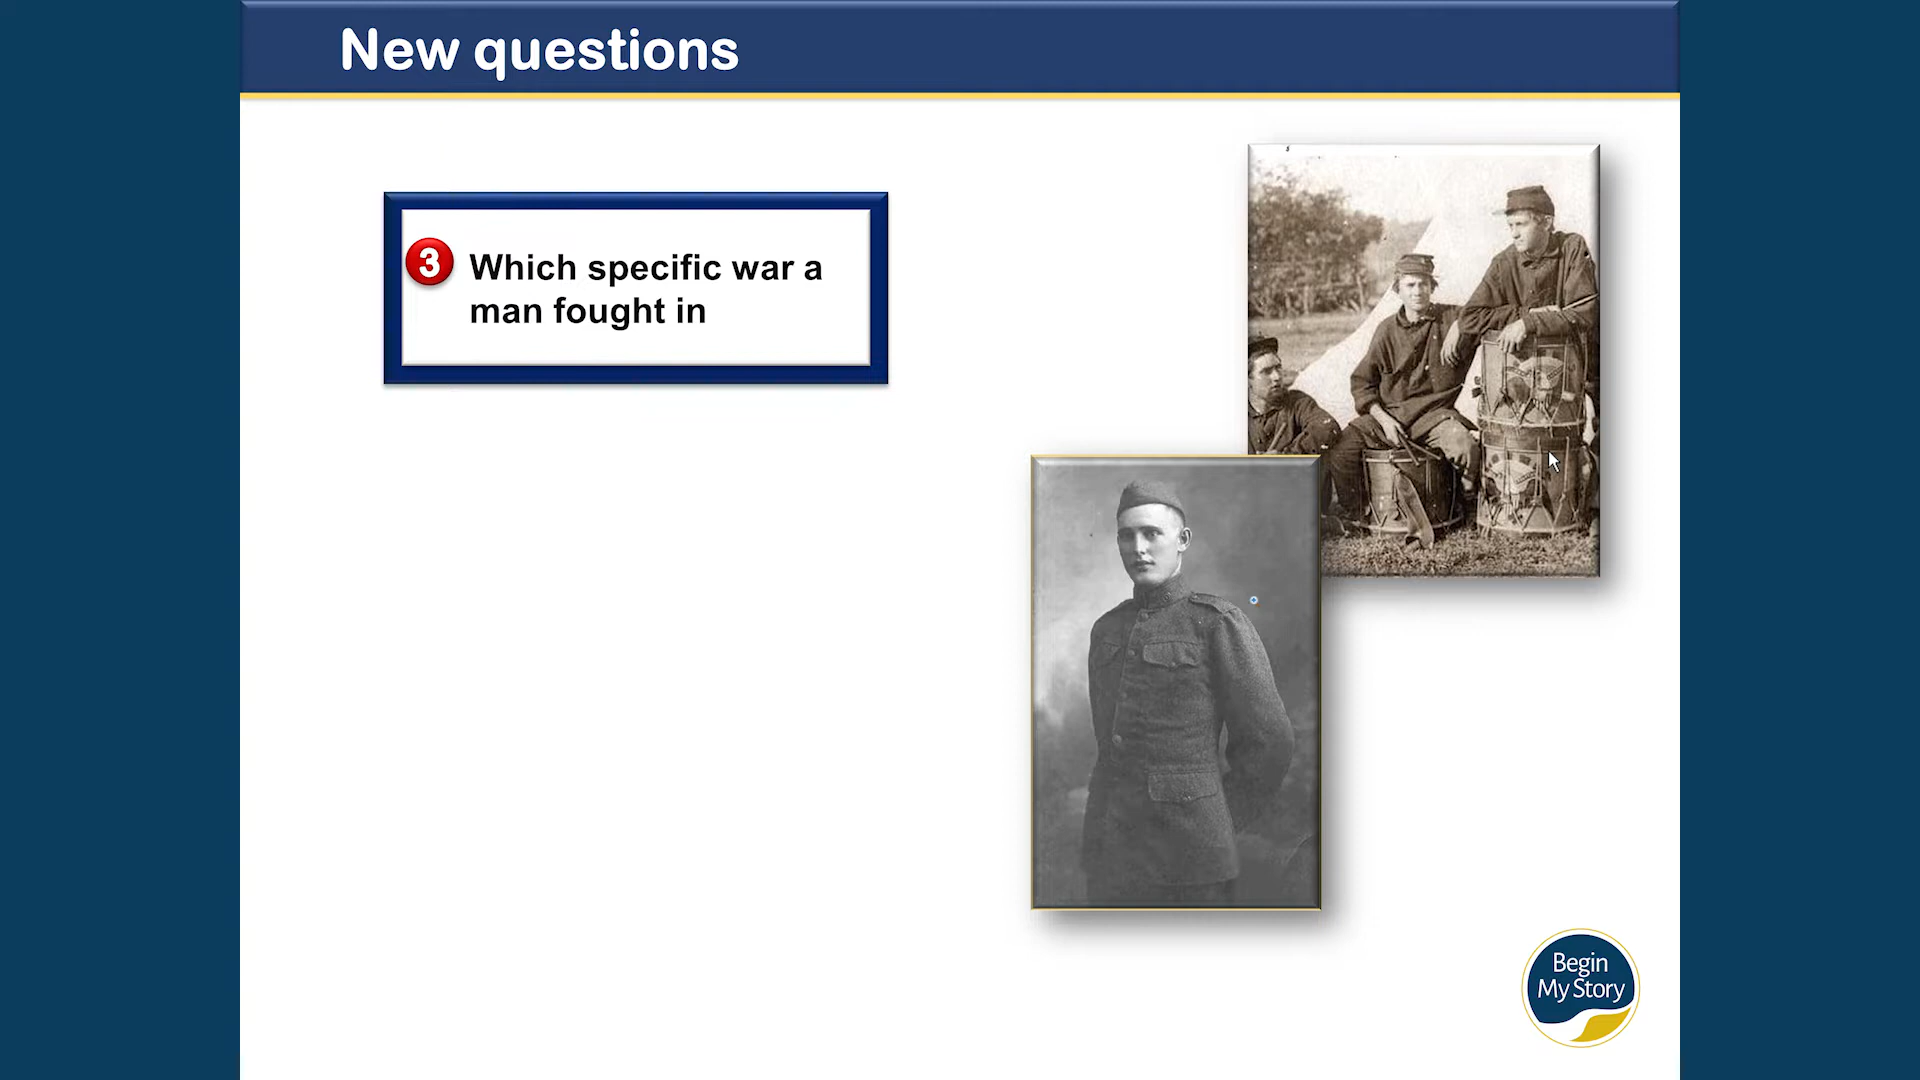 New questions
3
Which specific war a
man fought in
Begin
My Story